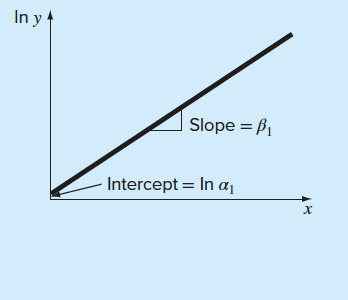 ln y
Slope = β₁
Intercept = ln α₁
x